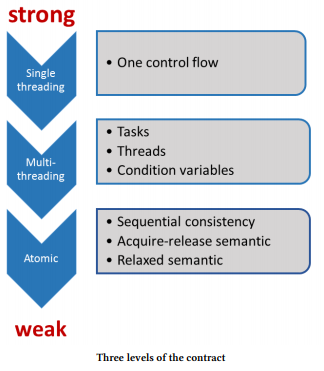 strong
Single
threading
• One control flow
Multi-
threading
• Tasks
• Threads
• Condition variables
Atomic
• Sequential consistency
• Acquire-release semantic
• Relaxed semantic
weak
Three levels of the contract